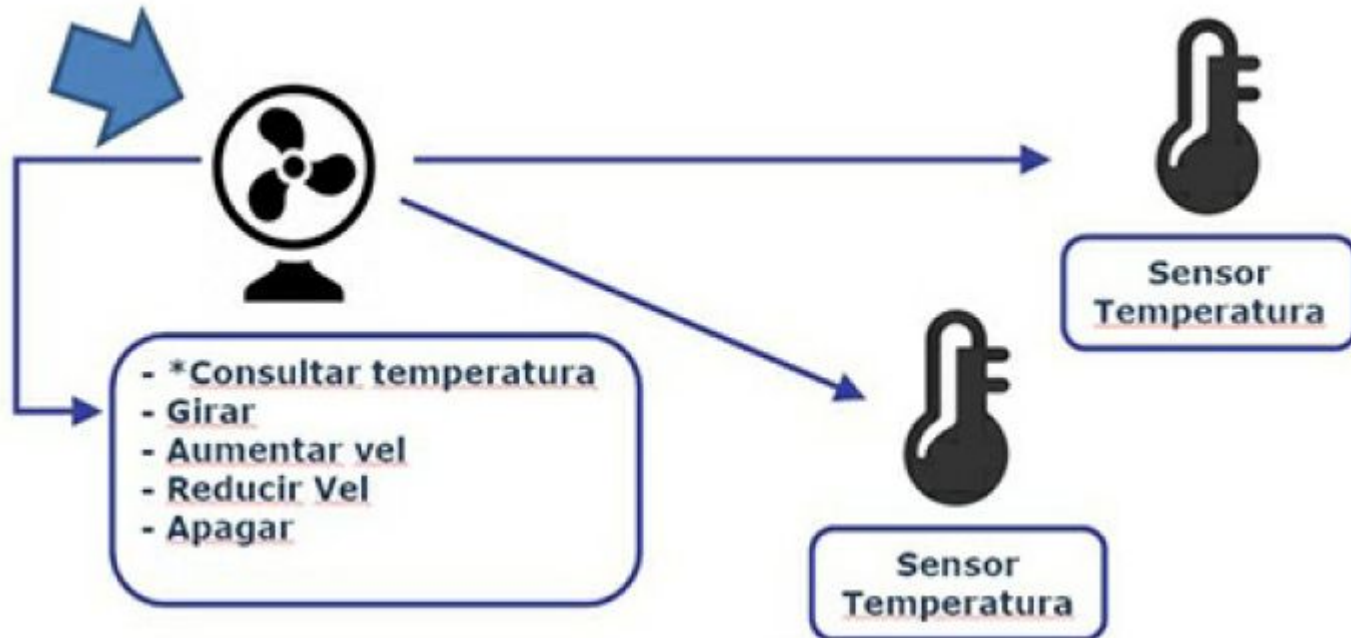 Sensor
Temperatura
- *Consultar temperatura
- Girar
- Aumentar vel
- Reducir Vel
- Apagar
Sensor
Temperatura